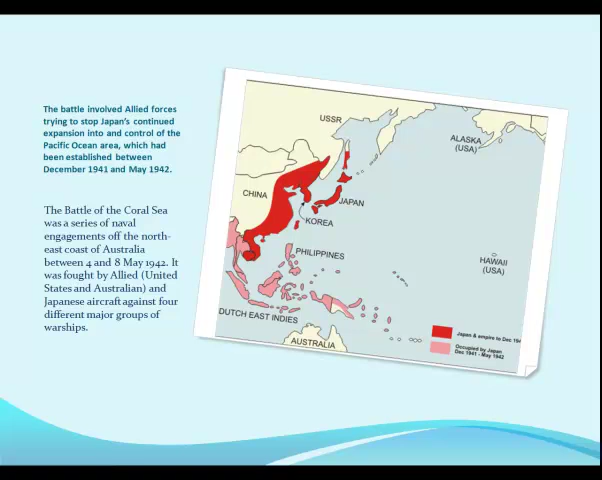 The battle involved Allied forces
trying to stop Japan's continued
expansion into and control of the
Pacific Ocean area, which had
been established between
December 1941 and May 1942.
The Battle of the Coral Sea
was a series of naval
engagements off the north-
east coast of Australia
between 4 and 8 May 1942. It
was fought by Allied (United
States and Australian) and
Japanese aircraft against four
different major groups of
warships.
USSR
ALASKA
(USA)
CHINA
JAPAN
KOREA
PHILIPPINES
HAWAII
(USA)
DUTCH EAST INDIES
AUSTRALIA
Japan & empire to Dec 194
Occupied by Japan
Dec 1941 - May 1942